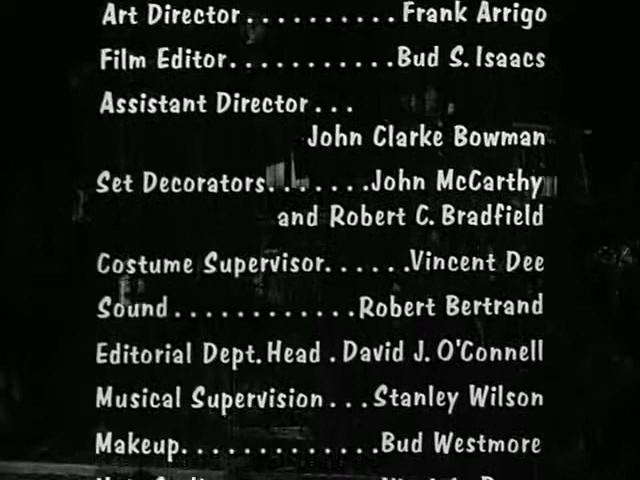 Art Director..........Frank Arrigo
Film Editor...........Bud S. Isaacs
Assistant Director...
John Clarke Bowman
Set Decorators.......John McCarthy
and Robert C. Bradfield
Costume Supervisor......Vincent Dee
Sound............Robert Bertrand
Editorial Dept. Head . David J. O'Connell
Musical Supervision...Stanley Wilson
Makeup.............Bud Westmore